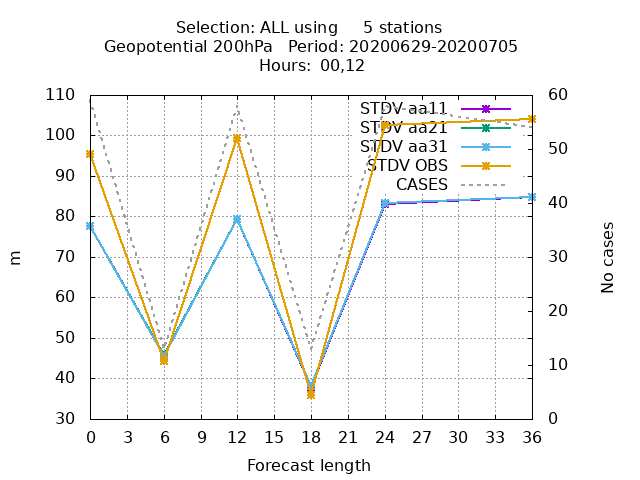 Selection: ALL using     5 stations
Geopotential 200hPa   Period: 20200629-20200705
Hours: 00,12
110
100
90
80
70
60
50
40
30
60
50
40
30
20
10
0
STDV aa11
STDV aa21
STDV aa31
STDV OBS
CASES
m
No cases
0 3 6 9 12 15 18 21 24 27 30 33 36
Forecast length